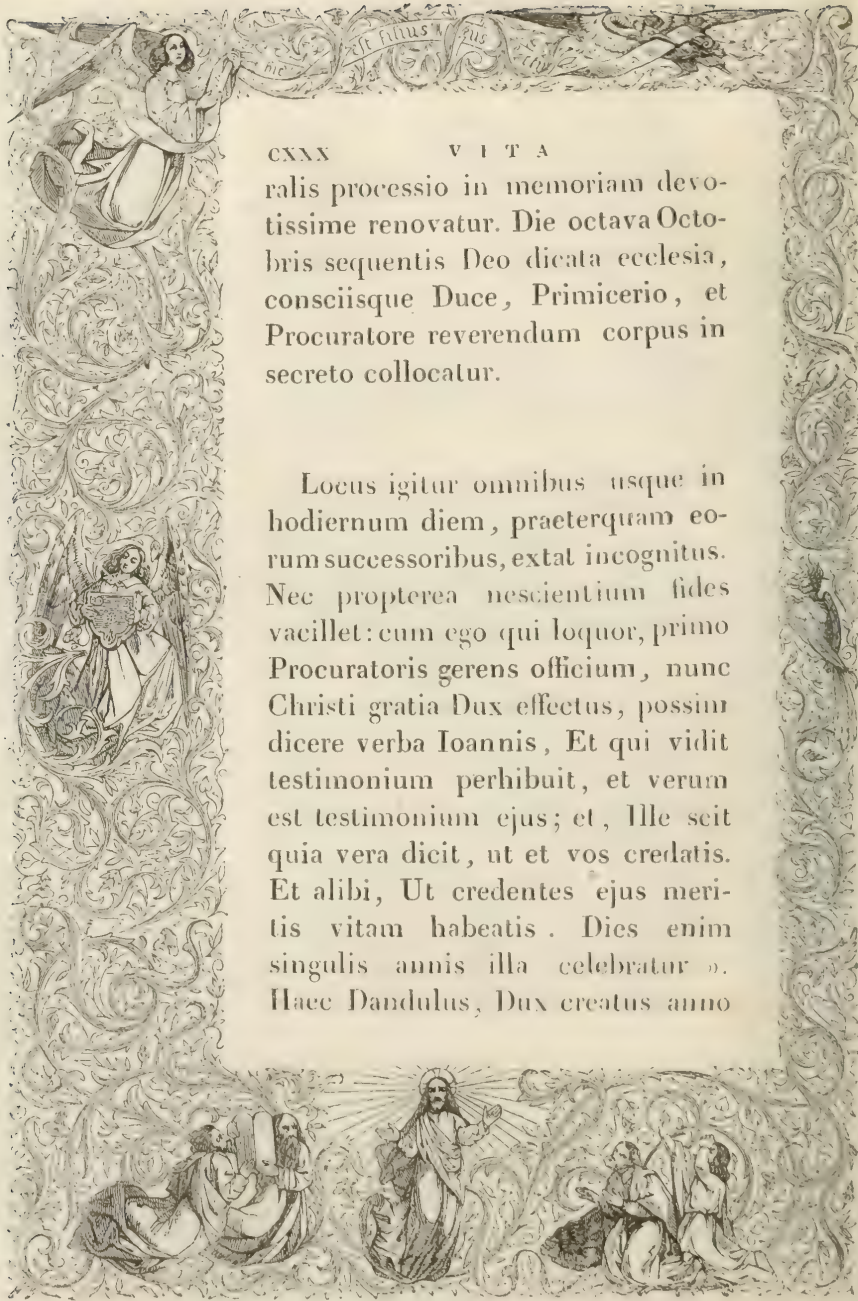 hic est filius
CXXX VITA
ralis processio in memoriam devo-
tissime renovatur. Die octava Octo-
bris sequentis Deo dicata ecclesia,
consciisque Duce, Primicerio, et
Procuratore reverendum corpus in
secreto collocatur.
Locus igitur omnibus usque in
hodiernum diem, praeterquam eo-
rum successoribus, extat incognitus.
Nec propterea nescientium fides
vacillet: cum ego qui loquor, primo
Procuratoris gerens officium, nunc
Christi gratia Dux effectus, possim
dicere verba Ioannis, Et qui vidit
testimonium perhibuit, et verum
est testimonium ejus; et, Ille scit
quia vera dicit, ut et vos credatis.
Et alibi, Ut credentes ejus meri-
tis vitam habeatis. Dies enim
singulis annis illa celebratur ».
Haec Dandulus, Dux creatus anno